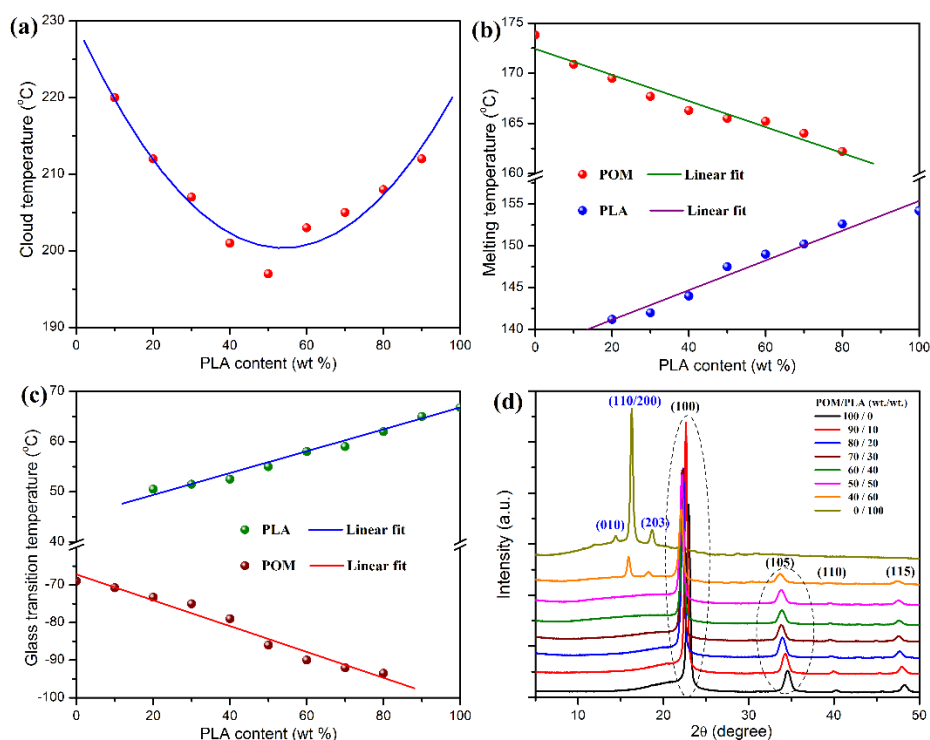 (a)
230
220
210
200
190
Cloud temperature (°C)
0 20 40 60 80 100
PLA content (wt %)
(b)
175
170
165
160
155
150
145
140
Melting temperature (°C)
POM Linear fit
PLA Linear fit
0 20 40 60 80 100
PLA content (wt %)
(c)
70
60
50
40
-70
-80
-90
-100
Glass transition temperature (°C)
PLA Linear fit
POM Linear fit
0 20 40 60 80 100
PLA content (wt %)
(d)
(110/200)
(100)
POM/PLA (wt./wt.)
100 / 0
90 / 10
80 / 20
70 / 30
60 / 40
50 / 50
40 / 60
0 / 100
(010)
(203)
(105)
(110)
(115)
Intensity (a.u.)
10 20 30 40 50
2θ (degree)